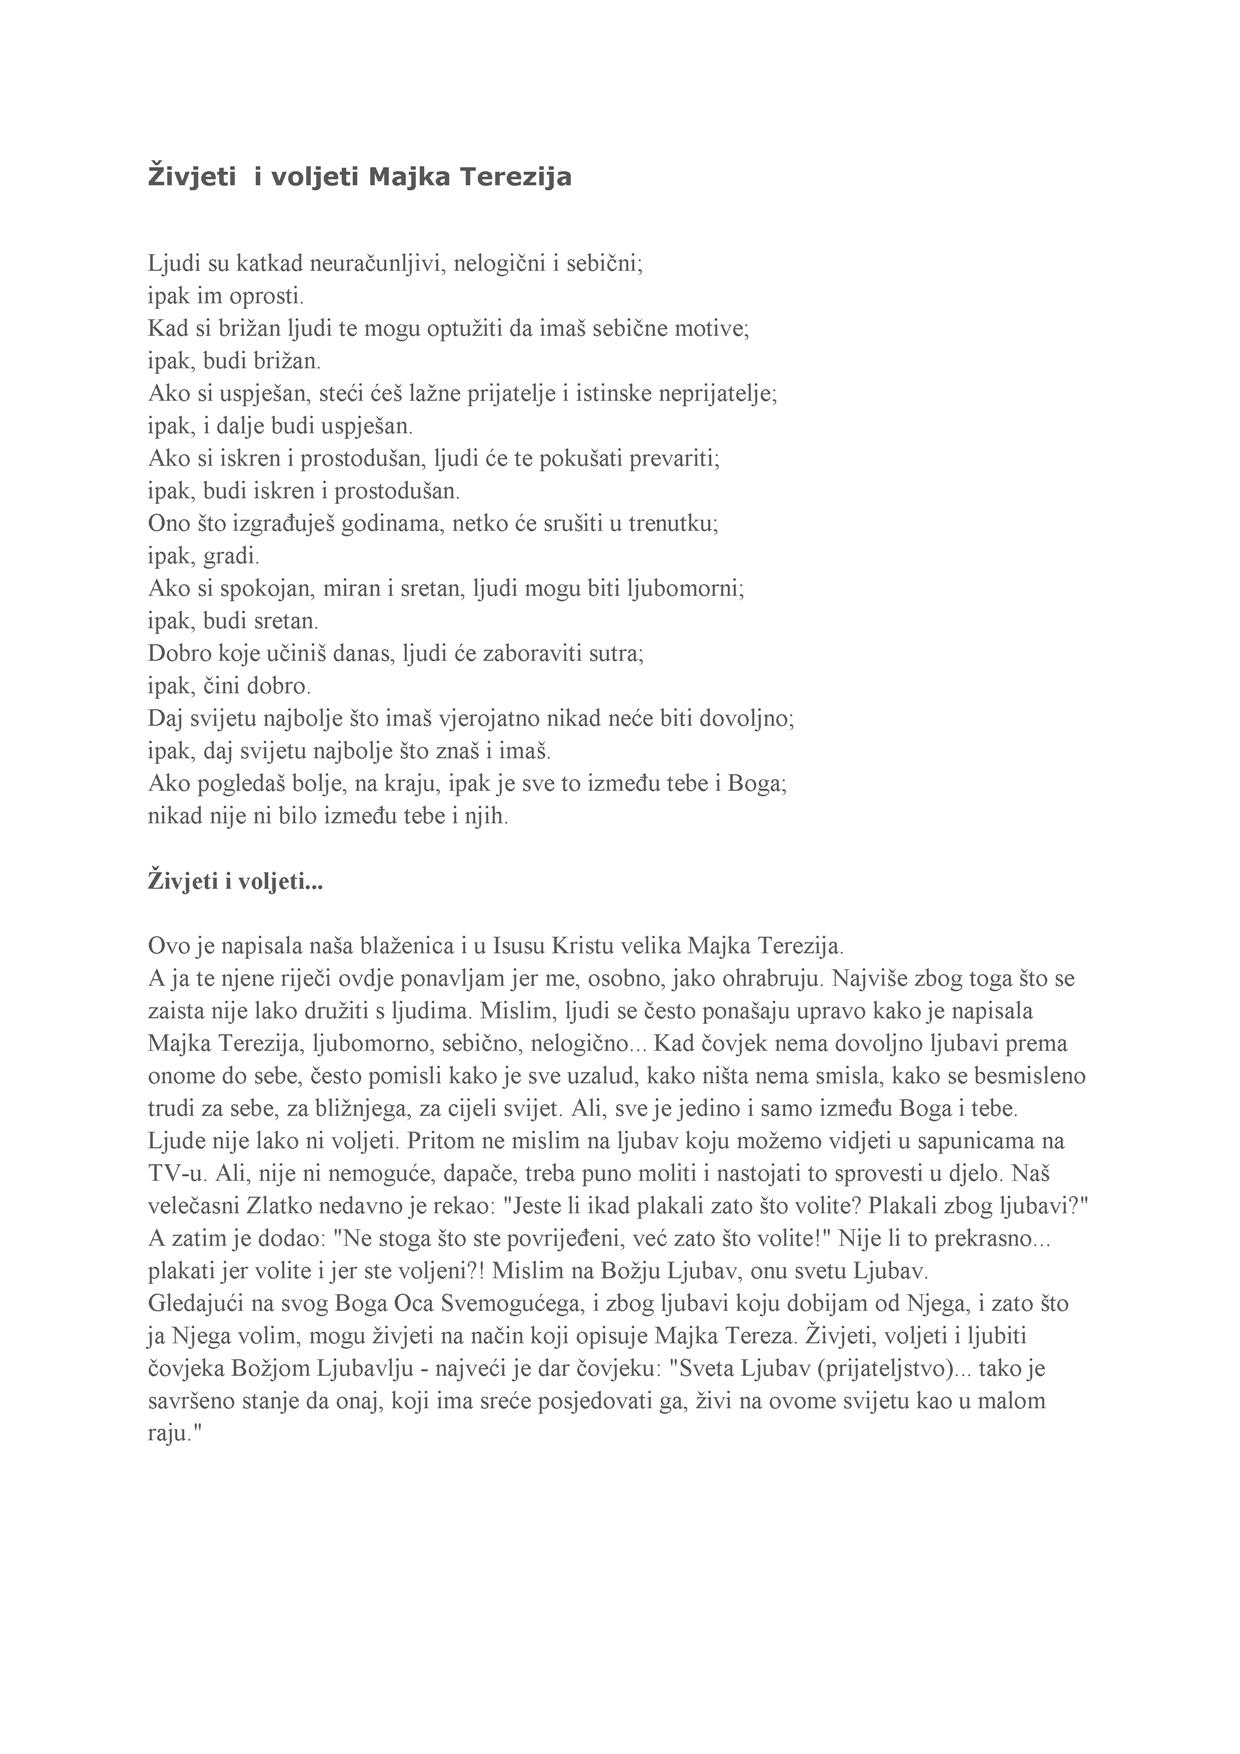 Živjeti  i voljeti Majka Terezija
Ljudi su katkad neuračunljivi, nelogični i sebični;
ipak im oprosti.
Kad si brižan ljudi te mogu optužiti da imaš sebične motive;
ipak, budi brižan.
Ako si uspješan, steći ćeš lažne prijatelje i istinske neprijatelje;
ipak, i dalje budi uspješan.
Ako si iskren i prostodušan, ljudi će te pokušati prevariti;
ipak, budi iskren i prostodušan.
Ono što izgrađuješ godinama, netko će srušiti u trenutku;
ipak, gradi.
Ako si spokojan, miran i sretan, ljudi mogu biti ljubomorni;
ipak, budi sretan.
Dobro koje učiniš danas, ljudi će zaboraviti sutra;
ipak, čini dobro.
Daj svijetu najbolje što imaš vjerojatno nikad neće biti dovoljno;
ipak, daj svijetu najbolje što znaš i imaš.
Ako pogledaš bolje, na kraju, ipak je sve to između tebe i Boga;
nikad nije ni bilo između tebe i njih.
Živjeti i voljeti...
Ovo je napisala naša blaženica i u Isusu Kristu velika Majka Terezija.
A ja te njene riječi ovdje ponavljam jer me, osobno, jako ohrabruju. Najviše zbog toga što se
zaista nije lako družiti s ljudima. Mislim, ljudi se često ponašaju upravo kako je napisala
Majka Terezija, ljubomorno, sebično, nelogično... Kad čovjek nema dovoljno ljubavi prema
onome do sebe, često pomisli kako je sve uzalud, kako ništa nema smisla, kako se besmisleno
trudi za sebe, za bližnjega, za cijeli svijet. Ali, sve je jedino i samo između Boga i tebe.
Ljude nije lako ni voljeti. Pritom ne mislim na ljubav koju možemo vidjeti u sapunicama na
TV-u. Ali, nije ni nemoguće, dapače, treba puno moliti i nastojati to sprovesti u djelo. Naš
velečasni Zlatko nedavno je rekao: "Jeste li ikad plakali zato što volite? Plakali zbog ljubavi?"
A zatim je dodao: "Ne stoga što ste povrijeđeni, već zato što volite!" Nije li to prekrasno...
plakati jer volite i jer ste voljeni?! Mislim na Božju Ljubav, onu svetu Ljubav.
Gledajući na svog Boga Oca Svemogućega, i zbog ljubavi koju dobijam od Njega, i zato što
ja Njega volim, mogu živjeti na način koji opisuje Majka Tereza. Živjeti, voljeti i ljubiti
čovjeka Božjom Ljubavlju - najveći je dar čovjeku: "Sveta Ljubav (prijateljstvo)... tako je
savršeno stanje da onaj, koji ima sreće posjedovati ga, živi na ovome svijetu kao u malom
raju."